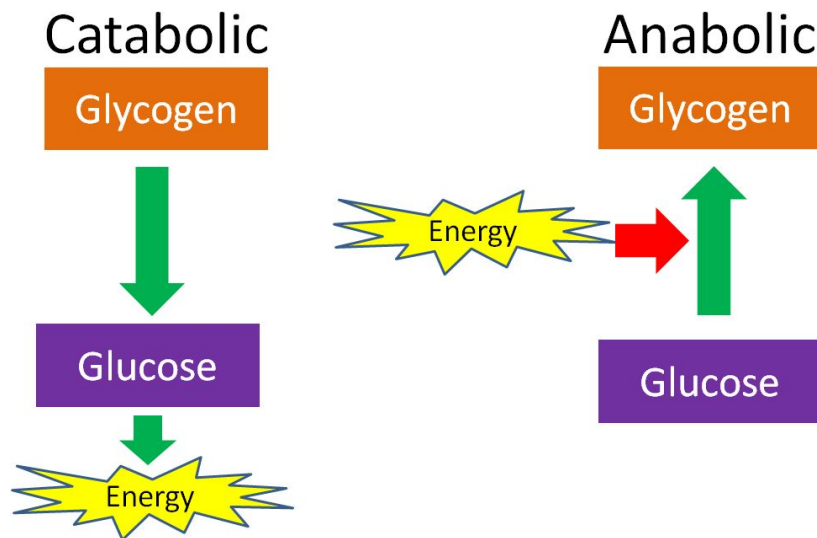 Catabolic
Glycogen
Glucose
Energy
Anabolic
Glycogen
Energy
Glucose